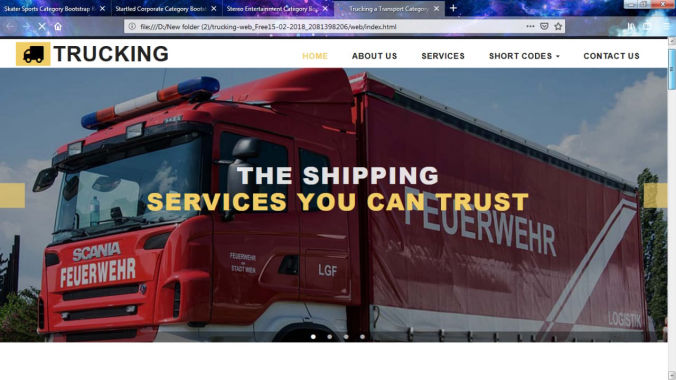 Skater Sports Category Bootstrap
Startled Corporate Category Boots
Stereo Entertainment Category
Trucking a Transport Category
file:///D:/New folder (2)/trucking-web_Free15-02-2018_2081398206/web/index.html
TRUCKING
HOME
ABOUT US
SERVICES
SHORT CODES
CONTACT US
THE SHIPPING
SERVICES YOU CAN TRUST
FEUERWEHR
SCANIA
FEUERWEHR
FEUERWEHR
STADT WIEN
LGF
LOGISTIK